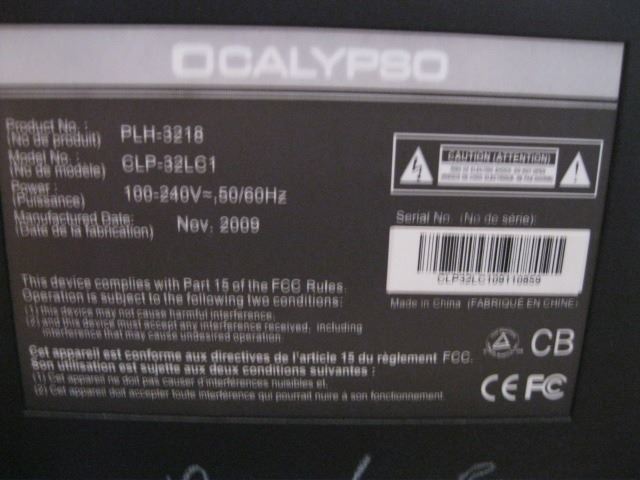 CALYPSO
Product No. :
(No de produit) PLH-3218
Model No. :
(No de modèle) CLP-32LC1
Power :
(Puissance) 100-240V~,50/60Hz
Manufactured Date:
(Date de la fabrication) Nov. 2009
CAUTION (ATTENTION)
Serial No. (No de série):
CLP32LC109110859
Made in China (FABRIQUÉ EN CHINE)
This device complies with Part 15 of the FCC Rules.
Operation is subject to the following two conditions:
(1) this device may not cause harmful interference.
(2) and this device must accept any interference received, including
interference that may cause undesired operation
Cet appareil est conforme aux directives de l'article 15 du règlement FCC.
Son utilisation est sujette aux deux conditions suivantes :
(1) Cet appareil ne doit pas causer d'interférences nuisibles et.
(2) Cet appareil doit accepter toute interférence qui pourrait nuire à son fonctionnement.
CB
CE FC